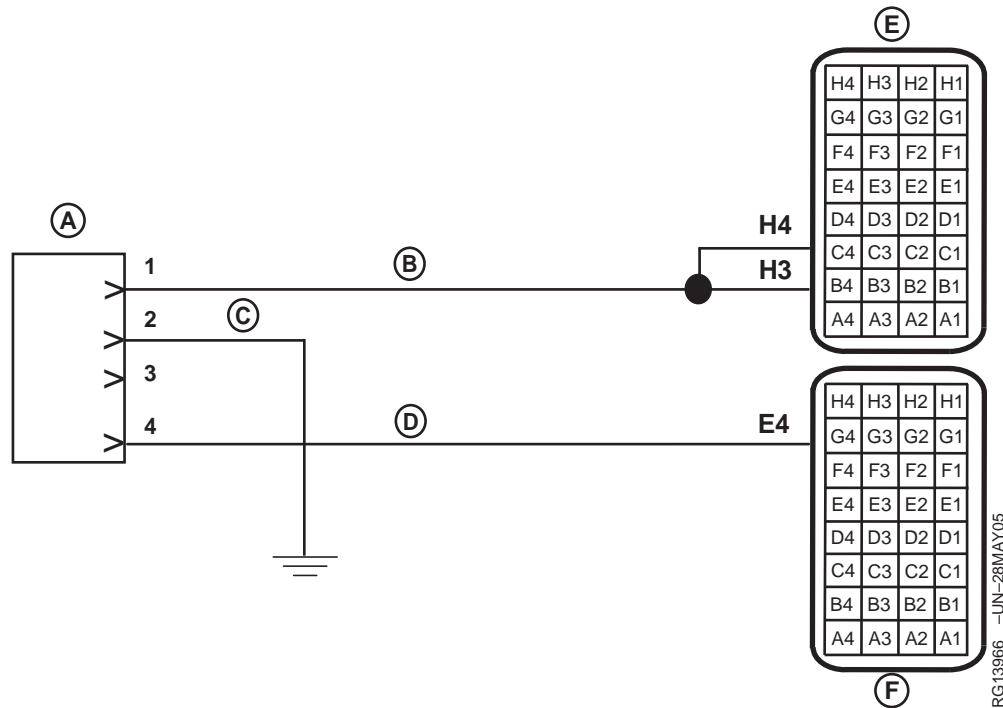 E
H4 H3 H2 H1
G4 G3 G2 G1
F4 F3 F2 F1
E4 E3 E2 E1
D4 D3 D2 D1
C4 C3 C2 C1
B4 B3 B2 B1
A4 A3 A2 A1
A
1
2
3
4
B
C
D
H4
H3
E4
H4 H3 H2 H1
G4 G3 G2 G1
F4 F3 F2 F1
E4 E3 E2 E1
D4 D3 D2 D1
C4 C3 C2 C1
B4 B3 B2 B1
A4 A3 A2 A1
F
RG13966 –UN–28MAY05